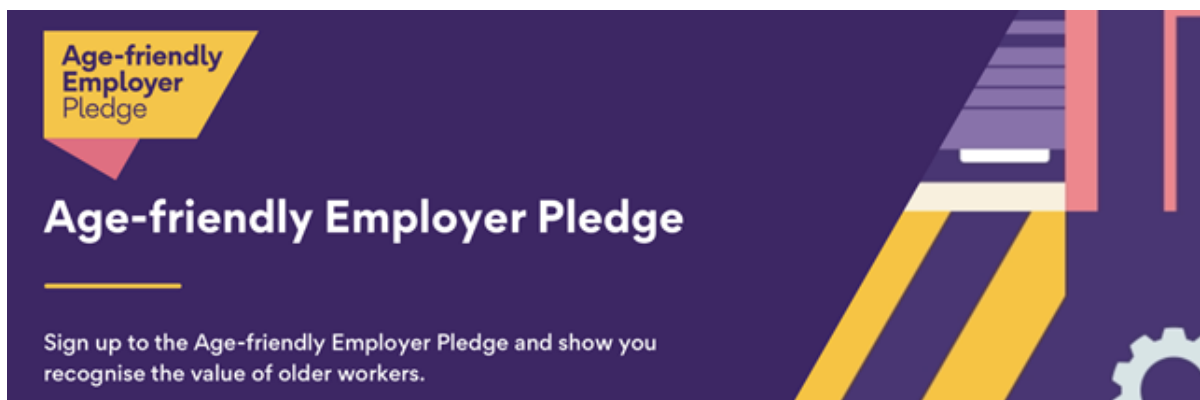 Age-friendly
Employer
Pledge
Age-friendly Employer Pledge
Sign up to the Age-friendly Employer Pledge and show you
recognise the value of older workers.